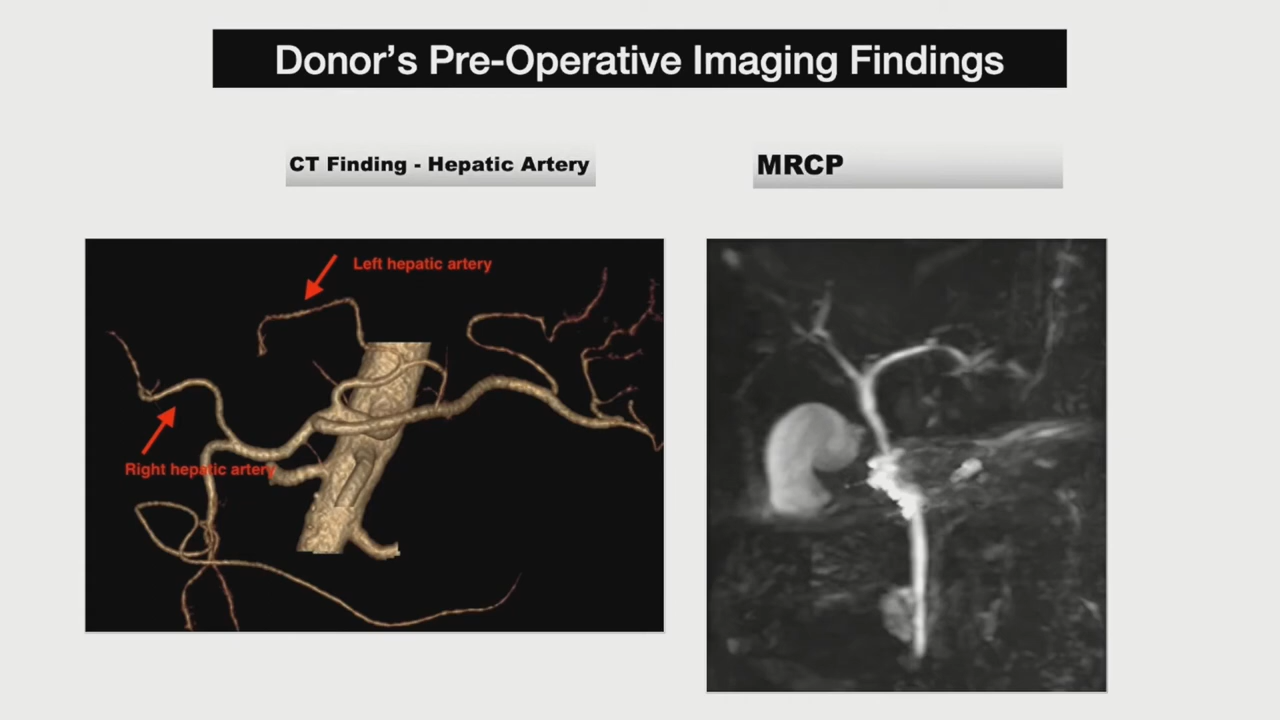 Donor’s Pre-Operative Imaging Findings
CT Finding - Hepatic Artery
MRCP
Left hepatic artery
Right hepatic artery